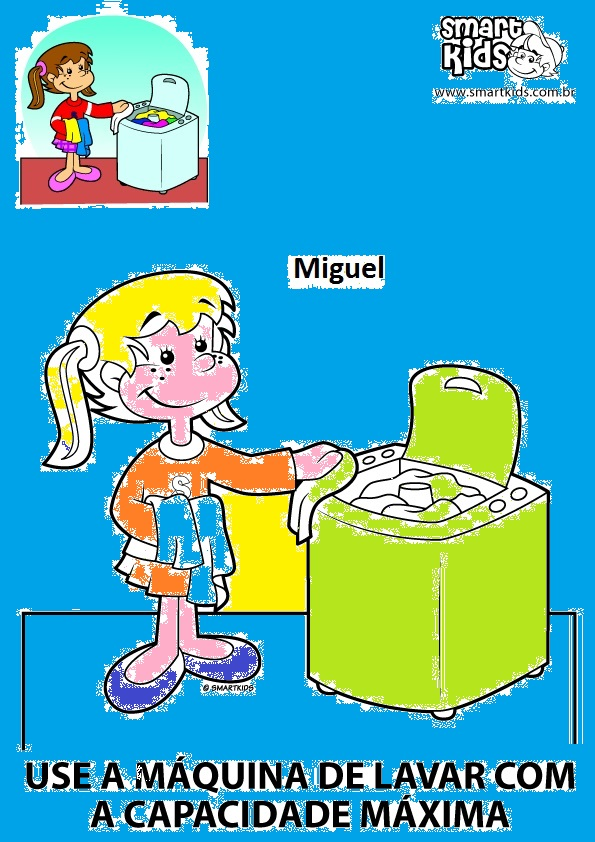 smart
kids
www.smartkids.com.br
Miguel
S
© SMARTKIDS
USE A MÁQUINA DE LAVAR COM
A CAPACIDADE MÁXIMA